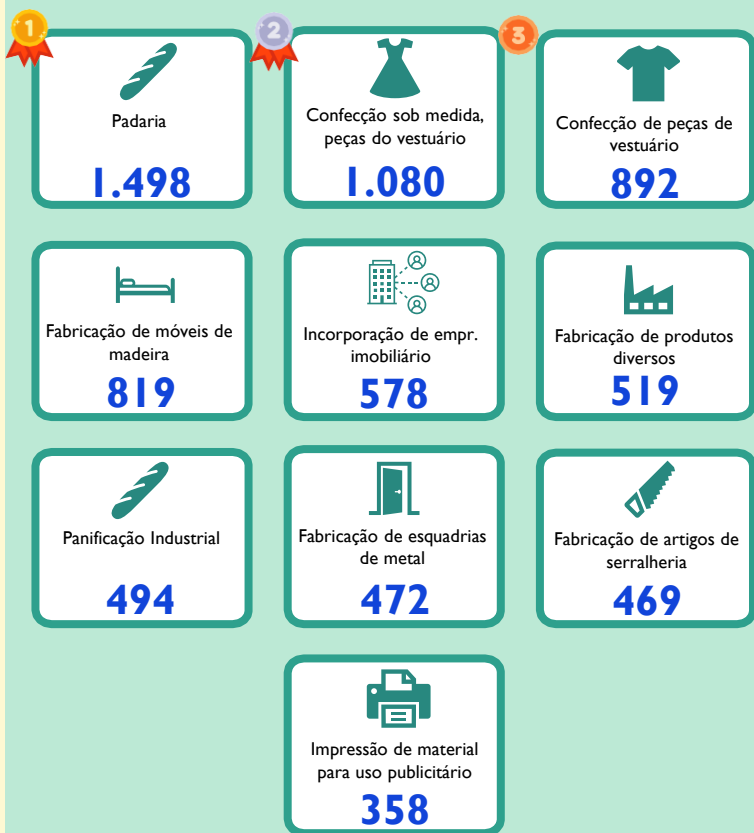 1
Padaria
1.498
2
Confecção sob medida,
peças do vestuário
1.080
3
Confecção de peças de
vestuário
892
Fabricação de móveis de
madeira
819
Incorporação de empr.
imobiliário
578
Fabricação de produtos
diversos
519
Panificação Industrial
494
Fabricação de esquadrias
de metal
472
Fabricação de artigos de
serralheria
469
Impressão de material
para uso publicitário
358